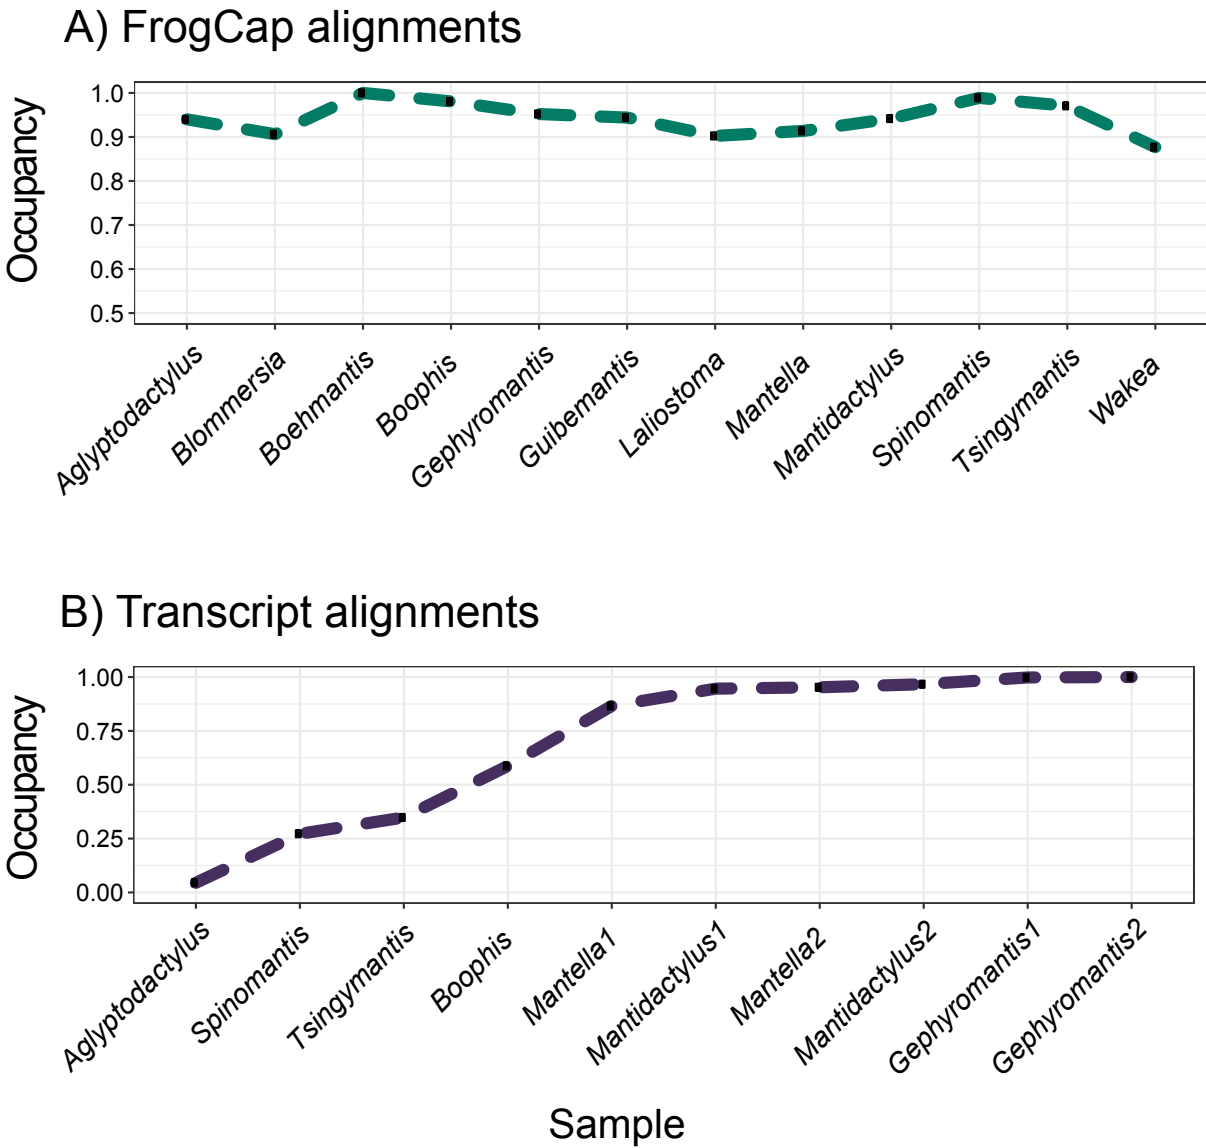 A) FrogCap alignments
Occupancy
1.0
0.9
0.8
0.7
0.6
0.5
Aglyptodactylus
Blommersia
Boehmantis
Boophis
Gephyromantis
Guibemantis
Laliostoma
Mantella
Mantidactylus
Spinomantis
Tsingymantis
Wakea
B) Transcript alignments
Occupancy
1.00
0.75
0.50
0.25
0.00
Aglyptodactylus
Spinomantis
Tsingymantis
Boophis
Mantella1
Mantidactylus1
Mantella2
Mantidactylus2
Gephyromantis1
Gephyromantis2
Sample